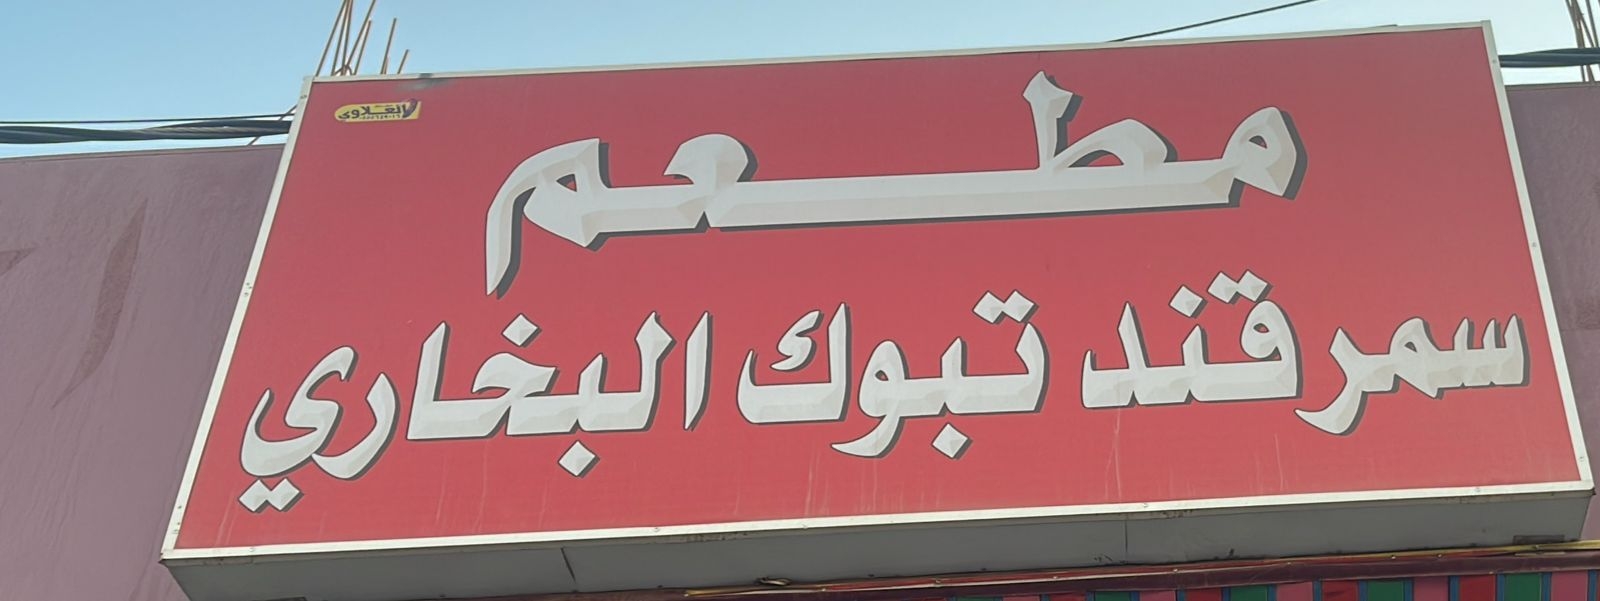 مطعم
سمرقند تبوك البخاري
العلاوي